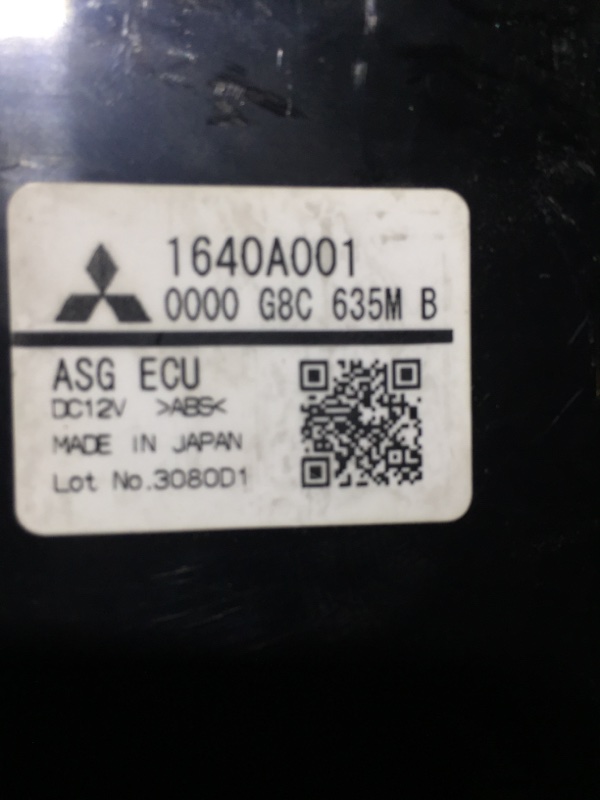 1640A001
0000 G8C 635M B
ASG ECU
DC12V >ABS<
MADE IN JAPAN
Lot No.3080D1